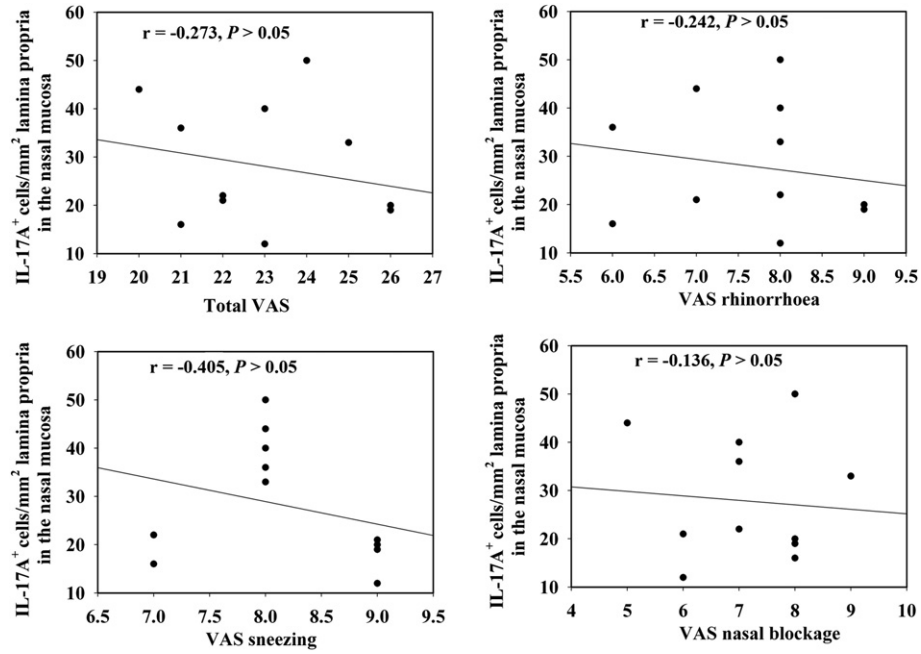 r = -0.273, P > 0.05
IL-17A⁺ cells/mm² lamina propria
in the nasal mucosa
60
50
40
30
20
10
19 20 21 22 23 24 25 26 27
Total VAS
r = -0.242, P > 0.05
IL-17A⁺ cells/mm² lamina propria
in the nasal mucosa
60
50
40
30
20
10
5.5 6.0 6.5 7.0 7.5 8.0 8.5 9.0 9.5
VAS rhinorrhoea
r = -0.405, P > 0.05
IL-17A⁺ cells/mm² lamina propria
in the nasal mucosa
60
50
40
30
20
10
6.5 7.0 7.5 8.0 8.5 9.0 9.5
VAS sneezing
r = -0.136, P > 0.05
IL-17A⁺ cells/mm² lamina propria
in the nasal mucosa
60
50
40
30
20
10
4 5 6 7 8 9 10
VAS nasal blockage